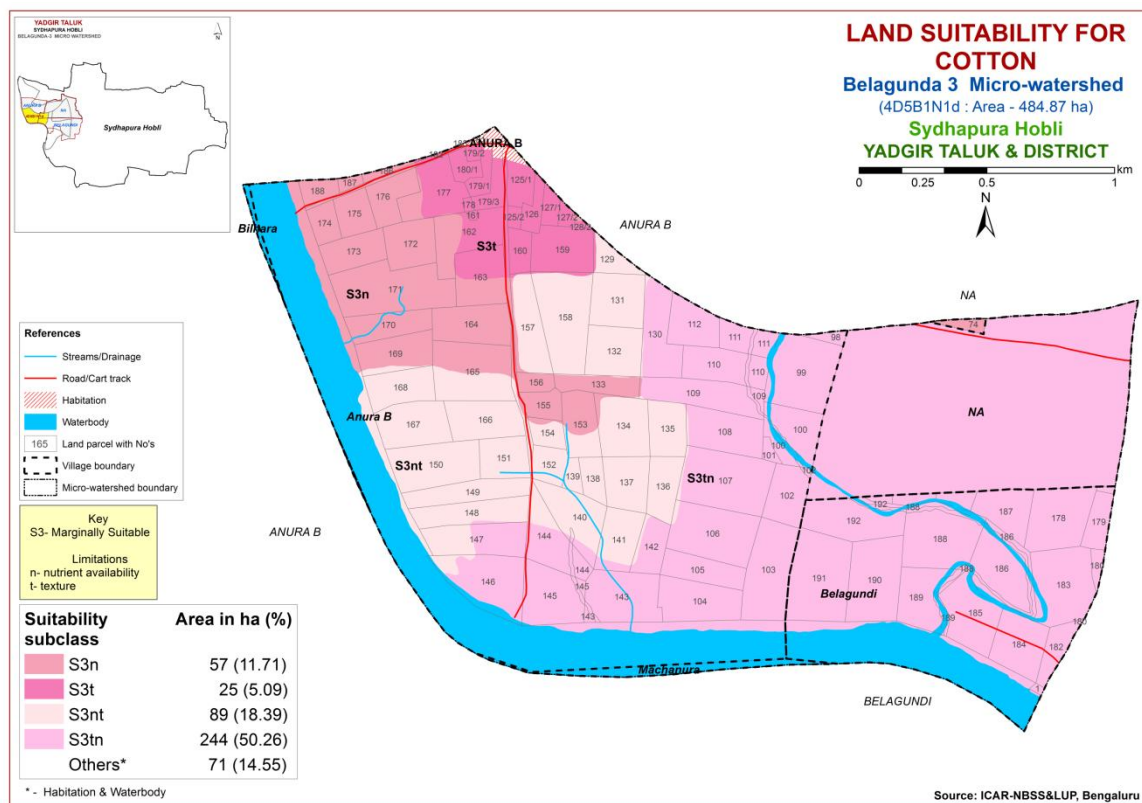 YADGIR TALUK
SYDHAPURA HOBLI
BELAGUNDA-3 MICRO WATERSHED
N
Sydhapura Hobli
LAND SUITABILITY FOR
COTTON
Belagunda 3 Micro-watershed
(4D5B1N1d : Area - 484.87 ha)
Sydhapura Hobli
YADGIR TALUK & DISTRICT
km
0 0.25 0.5 1
N
ANURA B
179/2
180/1
188 187 188 176 177 179/1 125/1
178 179/3
174 175 161 125/2 126 127/1
127/2
128/2
ANURA B
Bilhara
173 172 162 S3t 160 159
129
NA
171 163
S3n
131
170 164 157 158 130 112 111 111 98 74
169 165 132 110 110 99
156 133
168 155 153 109 109
NA
Anura B
167 166 154 134 135 108 100
100
101
S3nt 150 151 152 139 138 137 136 S3tn 107 102
149
148 140 141 142 106 192 192 188 187 178 179
186
147 144 188
146 144 105 103 191 190 186 183 180
145 145 143 104 Belagundi 189 188
143 189 185 180
184 182
1
Machanura
ANURA B
BELAGUNDI
References
Streams/Drainage
Road/Cart track
Habitation
Waterbody
165 Land parcel with No's
Village boundary
Micro-watershed boundary
Key
S3- Marginally Suitable
Limitations
n- nutrient availability
t- texture
Suitability Area in ha (%)
subclass
S3n 57 (11.71)
S3t 25 (5.09)
S3nt 89 (18.39)
S3tn 244 (50.26)
Others* 71 (14.55)
* - Habitation & Waterbody
Source: ICAR-NBSS&LUP, Bengaluru